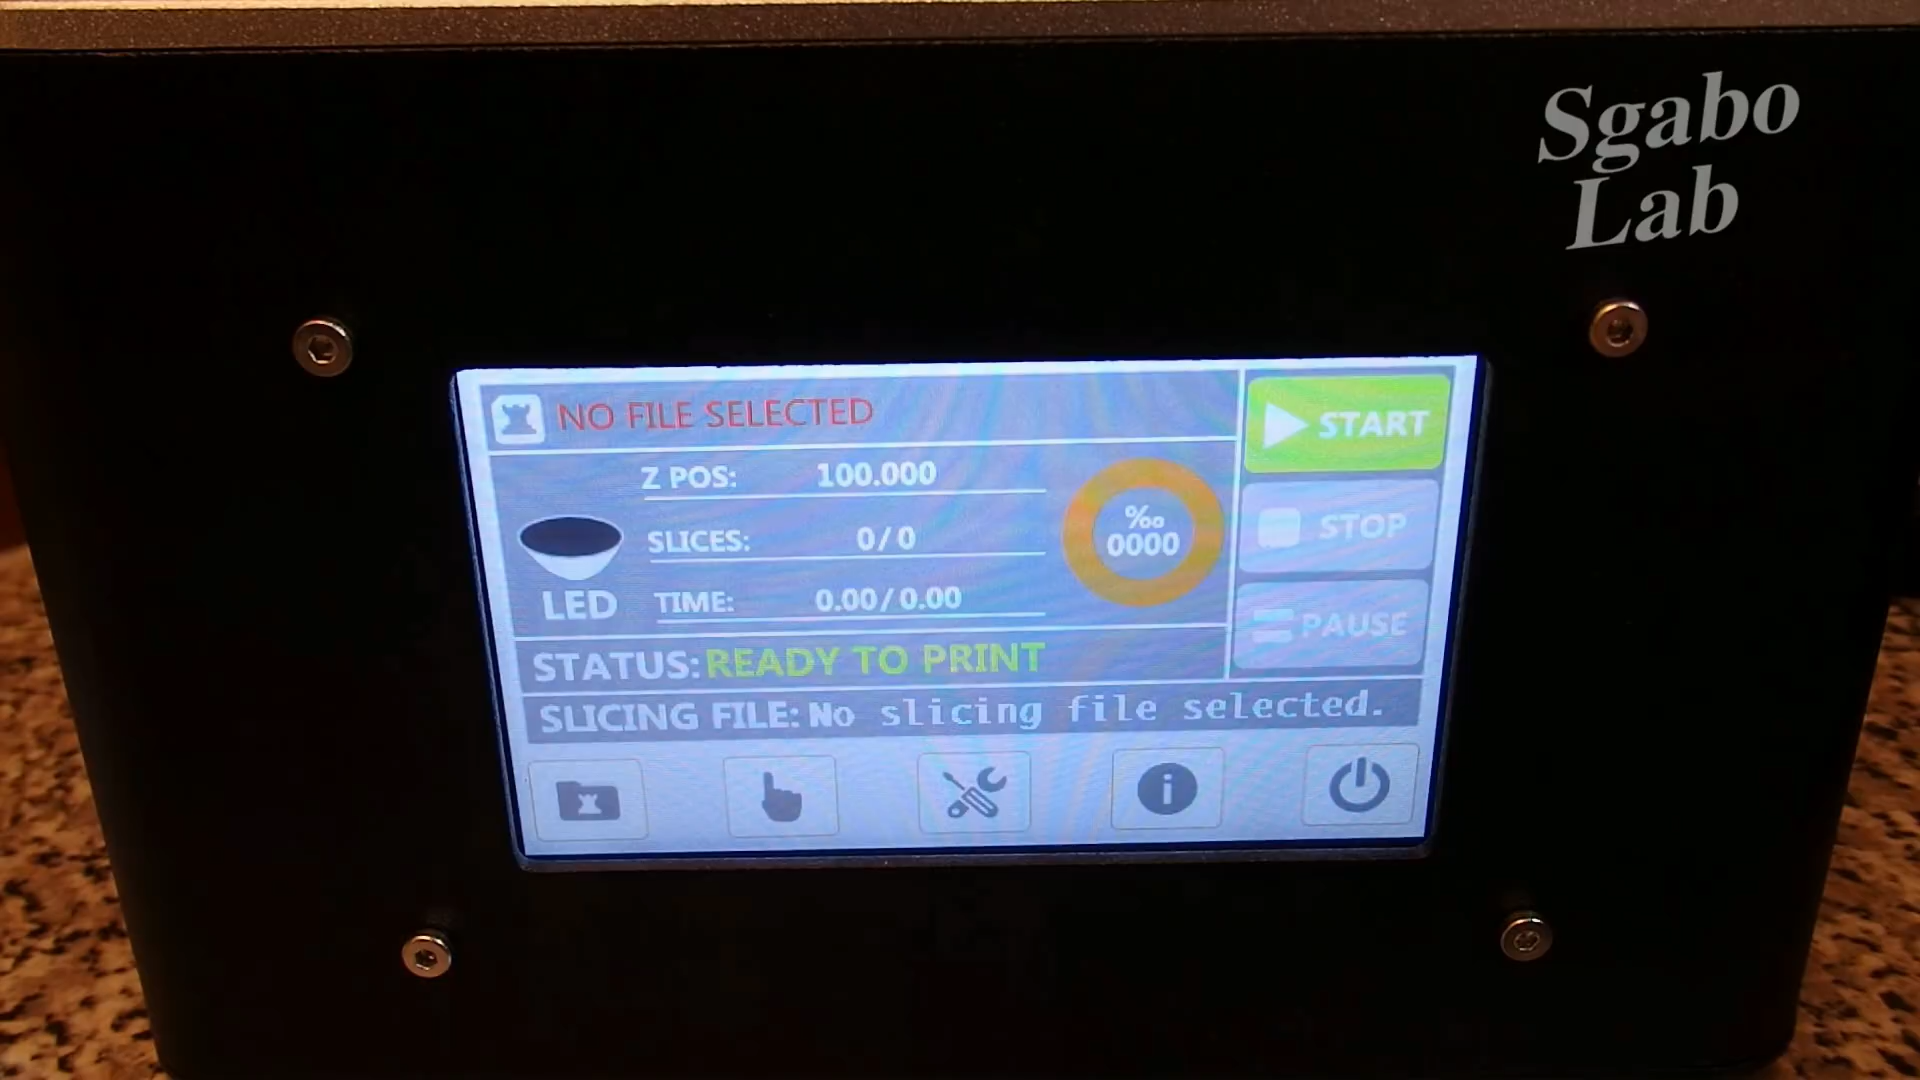 Sgabo
Lab
NO FILE SELECTED
START
Z POS: 100.000
‰
0000
SLICES: 0/0
STOP
LED
TIME: 0.00/0.00
PAUSE
STATUS: READY TO PRINT
SLICING FILE: No slicing file selected.